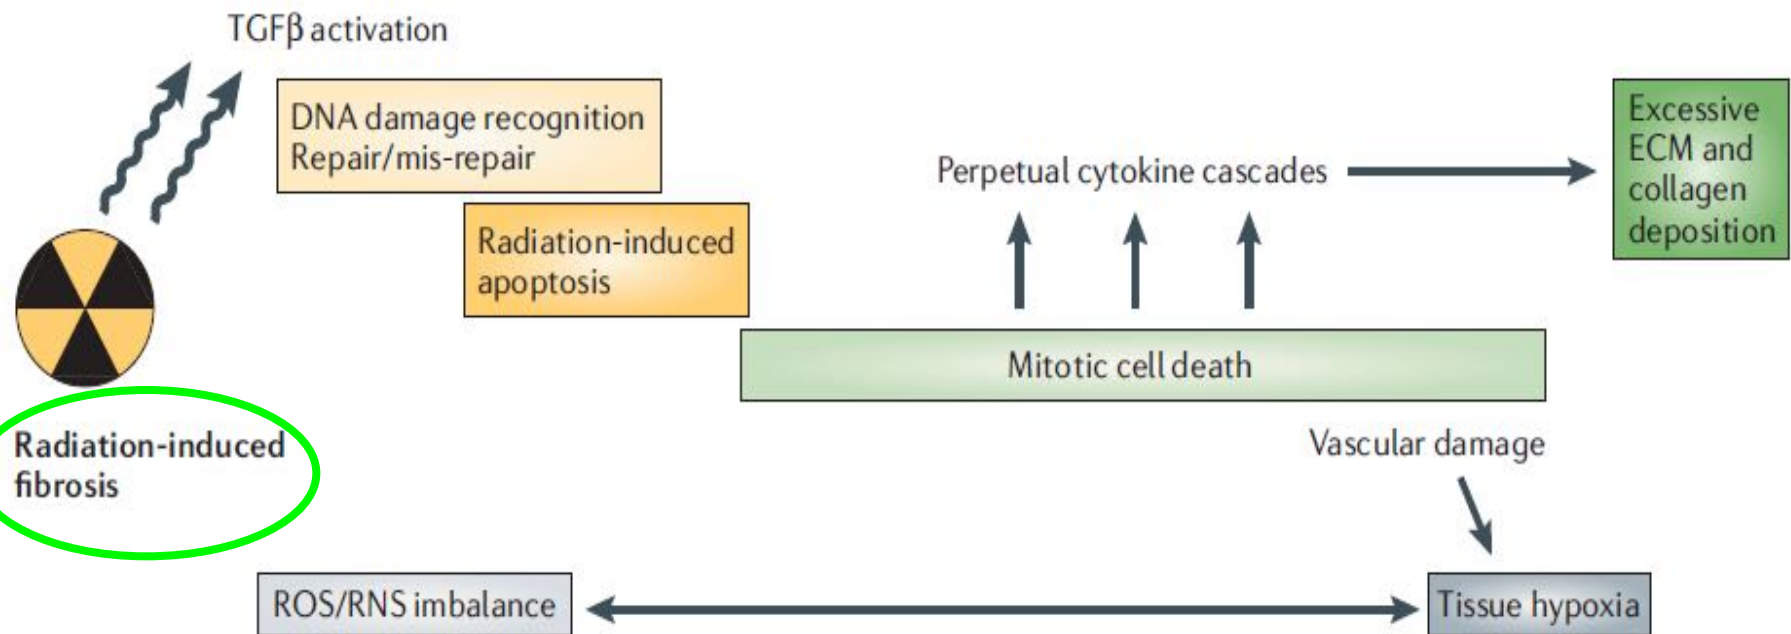 TGFβ activation
DNA damage recognition
Repair/mis-repair
Radiation-induced
apoptosis
Perpetual cytokine cascades
Excessive
ECM and
collagen
deposition
Mitotic cell death
Radiation-induced
fibrosis
Vascular damage
ROS/RNS imbalance
Tissue hypoxia